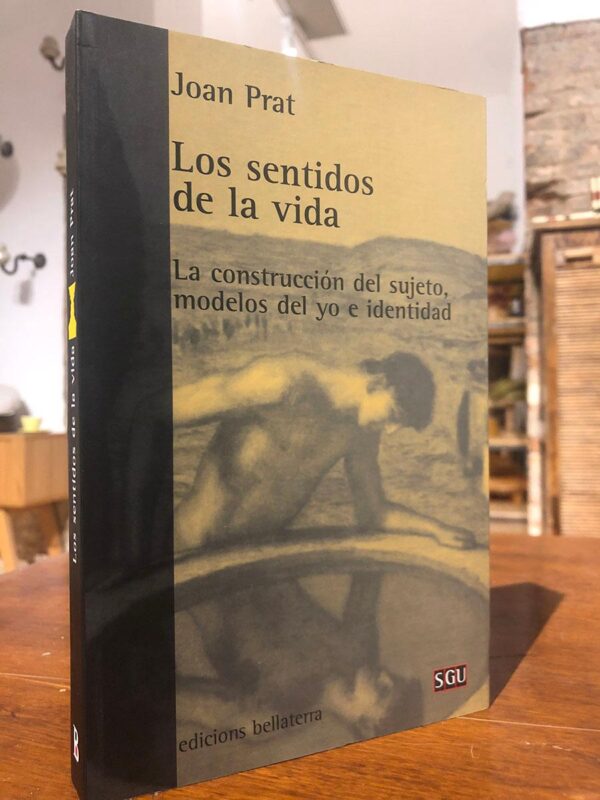 Joan Prat
Los sentidos
de la vida
La construcción del sujeto,
modelos del yo e identidad
SGU
edicions bellaterra
Los sentidos de la vida Joan Prat